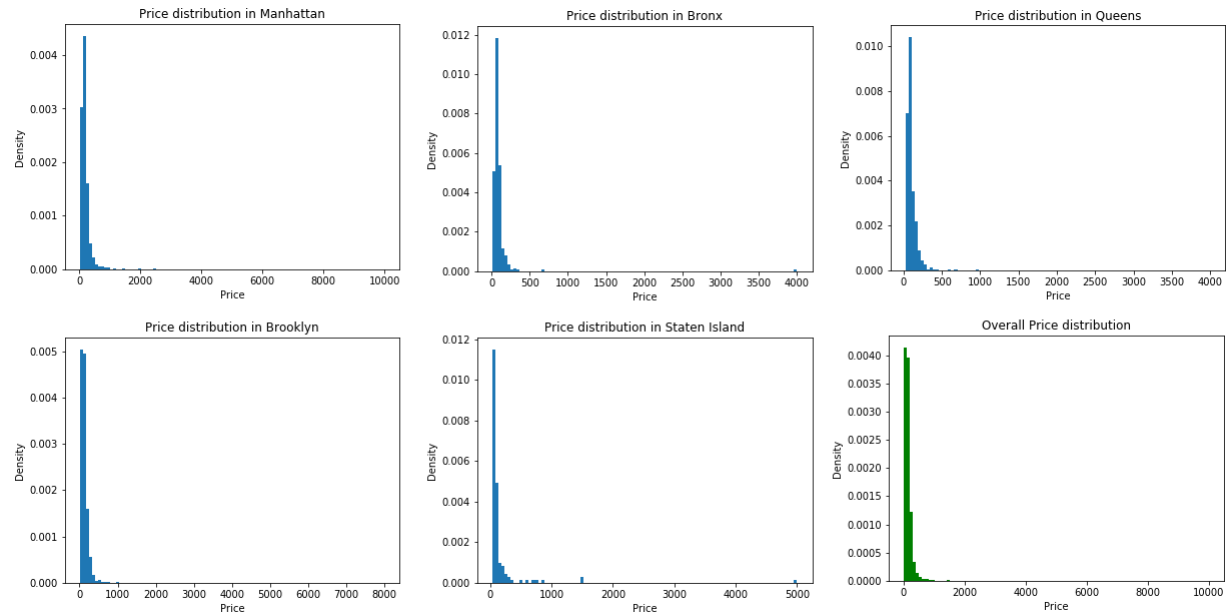 Price distribution in Manhattan
0.004
0.003
0.002
0.001
0.000
Density
0 2000 4000 6000 8000 10000
Price
Price distribution in Bronx
0.012
0.010
0.008
0.006
0.004
0.002
0.000
Density
0 500 1000 1500 2000 2500 3000 3500 4000
Price
Price distribution in Queens
0.010
0.008
0.006
0.004
0.002
0.000
Density
0 500 1000 1500 2000 2500 3000 3500 4000
Price
Price distribution in Brooklyn
0.005
0.004
0.003
0.002
0.001
0.000
Density
0 1000 2000 3000 4000 5000 6000 7000 8000
Price
Price distribution in Staten Island
0.012
0.010
0.008
0.006
0.004
0.002
0.000
Density
0 1000 2000 3000 4000 5000
Price
Overall Price distribution
0.0040
0.0035
0.0030
0.0025
0.0020
0.0015
0.0010
0.0005
0.0000
Density
0 2000 4000 6000 8000 10000
Price